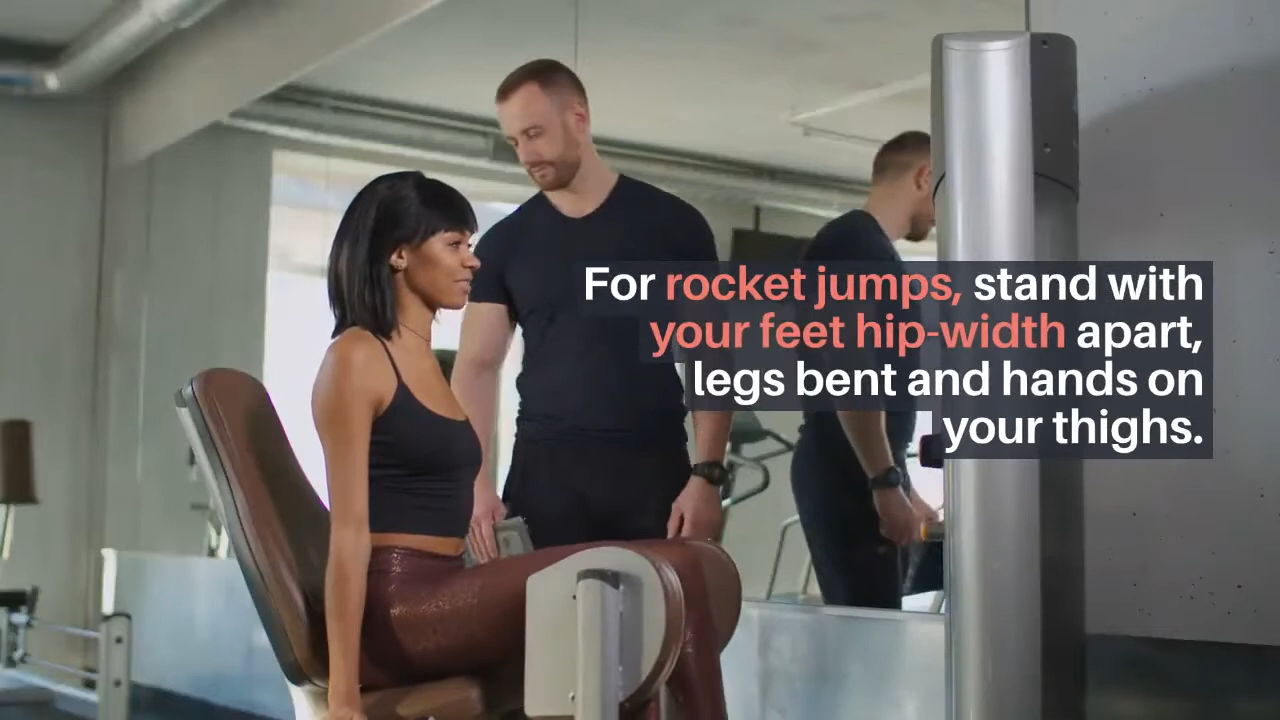 For rocket jumps, stand with
your feet hip-width apart,
legs bent and hands on
your thighs.